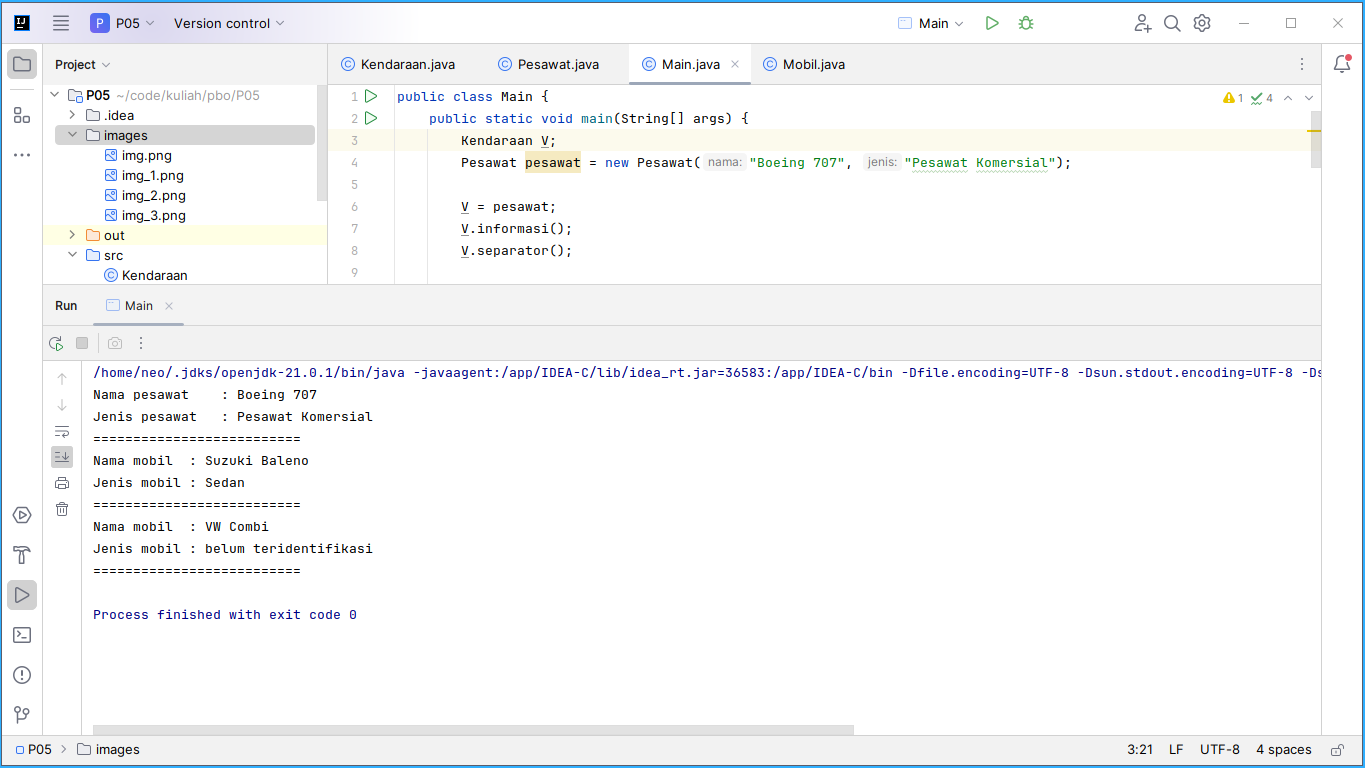 P P05 Version control Main
Project
Kendaraan.java Pesawat.java Main.java Mobil.java
P05 ~/code/kuliah/pbo/P05
.idea
images
img.png
img_1.png
img_2.png
img_3.png
out
src
Kendaraan
1 public class Main {
2 public static void main(String[] args) {
3 Kendaraan V;
4 Pesawat pesawat = new Pesawat( nama: "Boeing 707", jenis: "Pesawat Komersial");
5
6 V = pesawat;
7 V.informasi();
8 V.separator();
9
1 4
Run Main
/home/neo/.jdks/openjdk-21.0.1/bin/java -javaagent:/app/IDEA-C/lib/idea_rt.jar=36583:/app/IDEA-C/bin -Dfile.encoding=UTF-8 -Dsun.stdout.encoding=UTF-8 -Ds
Nama pesawat    : Boeing 707
Jenis pesawat   : Pesawat Komersial
==========================
Nama mobil  : Suzuki Baleno
Jenis mobil : Sedan
==========================
Nama mobil  : VW Combi
Jenis mobil : belum teridentifikasi
==========================
Process finished with exit code 0
P05 images 3:21 LF UTF-8 4 spaces